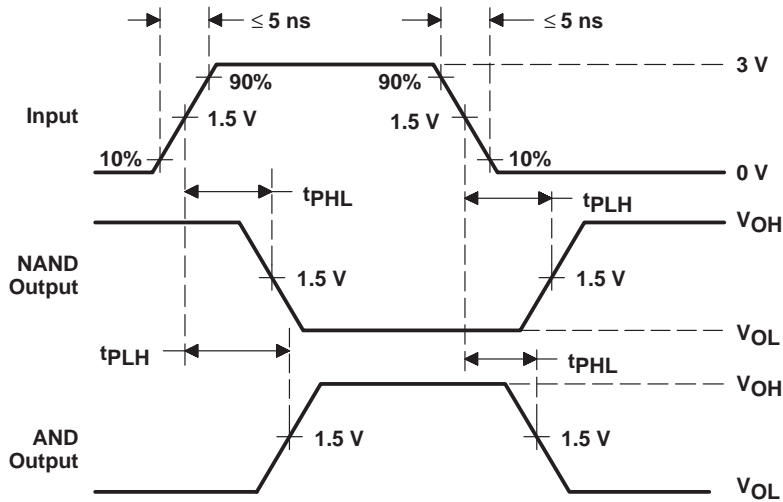 ≤ 5 ns ≤ 5 ns
3 V
90% 90%
Input 1.5 V 1.5 V
10% 10%
0 V
tPHL tPLH
VOH
NAND
Output
1.5 V 1.5 V
VOL
tPLH tPHL
VOH
AND
Output
1.5 V 1.5 V
VOL